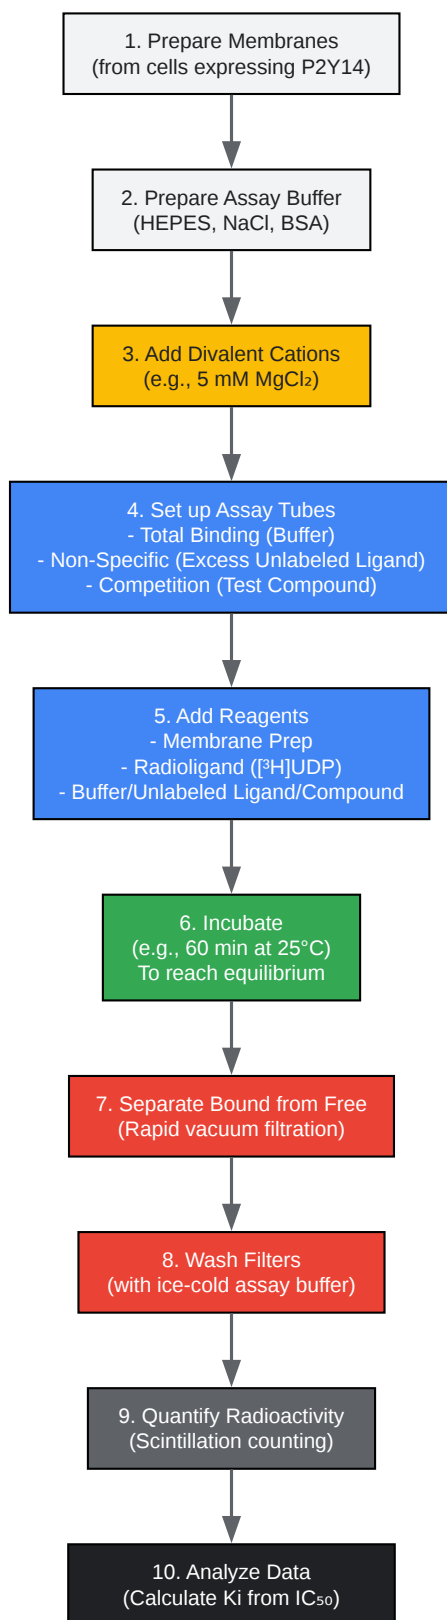 1. Prepare Membranes
(from cells expressing P2Y14)
2. Prepare Assay Buffer
(HEPES, NaCl, BSA)
3. Add Divalent Cations
(e.g., 5 mM MgCl₂)
4. Set up Assay Tubes
- Total Binding (Buffer)
- Non-Specific (Excess Unlabeled Ligand)
- Competition (Test Compound)
5. Add Reagents
- Membrane Prep
- Radioligand ([³H]UDP)
- Buffer/Unlabeled Ligand/Compound
6. Incubate
(e.g., 60 min at 25°C)
To reach equilibrium
7. Separate Bound from Free
(Rapid vacuum filtration)
8. Wash Filters
(with ice-cold assay buffer)
9. Quantify Radioactivity
(Scintillation counting)
10. Analyze Data
(Calculate Ki from IC₅₀)